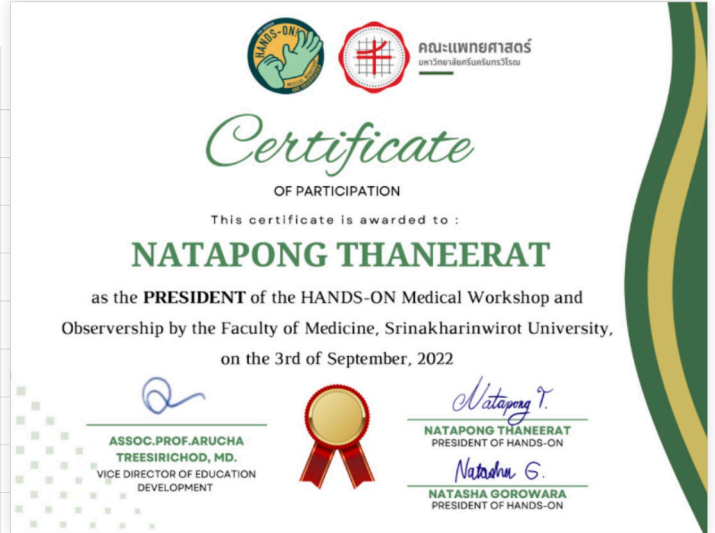 HANDS-ON!
คณะแพทยศาสตร์
มหาวิทยาลัยศรีนครินทรวิโรฒ
Certificate
OF PARTICIPATION
This certificate is awarded to :
NATAPONG THANEERAT
as the PRESIDENT of the HANDS-ON Medical Workshop and
Observership by the Faculty of Medicine, Srinakharinwirot University,
on the 3rd of September, 2022
Natapong T.
ASSOC.PROF.ARUCHA
TREESIRICHOD, MD.
VICE DIRECTOR OF EDUCATION
DEVELOPMENT
NATAPONG THANEERAT
PRESIDENT OF HANDS-ON
Natasha G.
NATASHA GOROWARA
PRESIDENT OF HANDS-ON